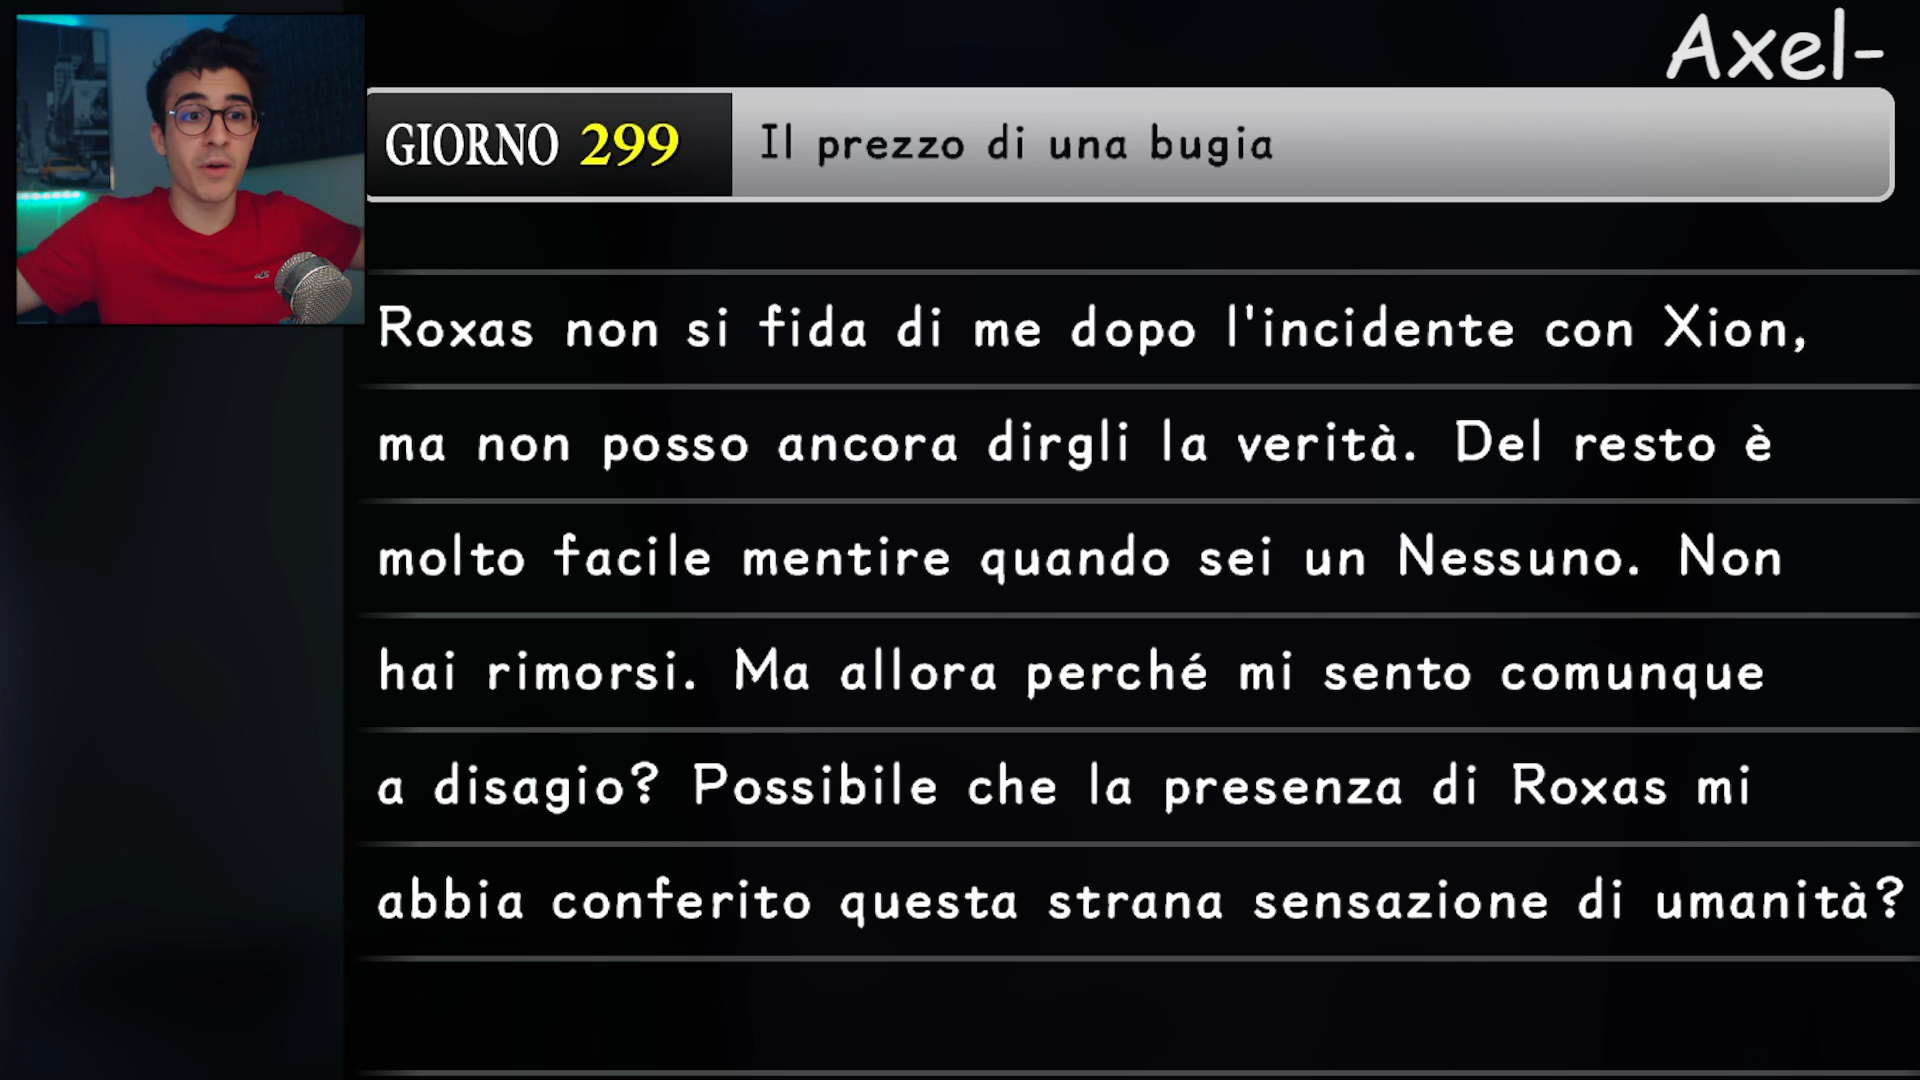 Axel-
GIORNO 299 Il prezzo di una bugia
Roxas non si fida di me dopo l'incidente con Xion,
ma non posso ancora dirgli la verità. Del resto è
molto facile mentire quando sei un Nessuno. Non
hai rimorsi. Ma allora perché mi sento comunque
a disagio? Possibile che la presenza di Roxas mi
abbia conferito questa strana sensazione di umanità?